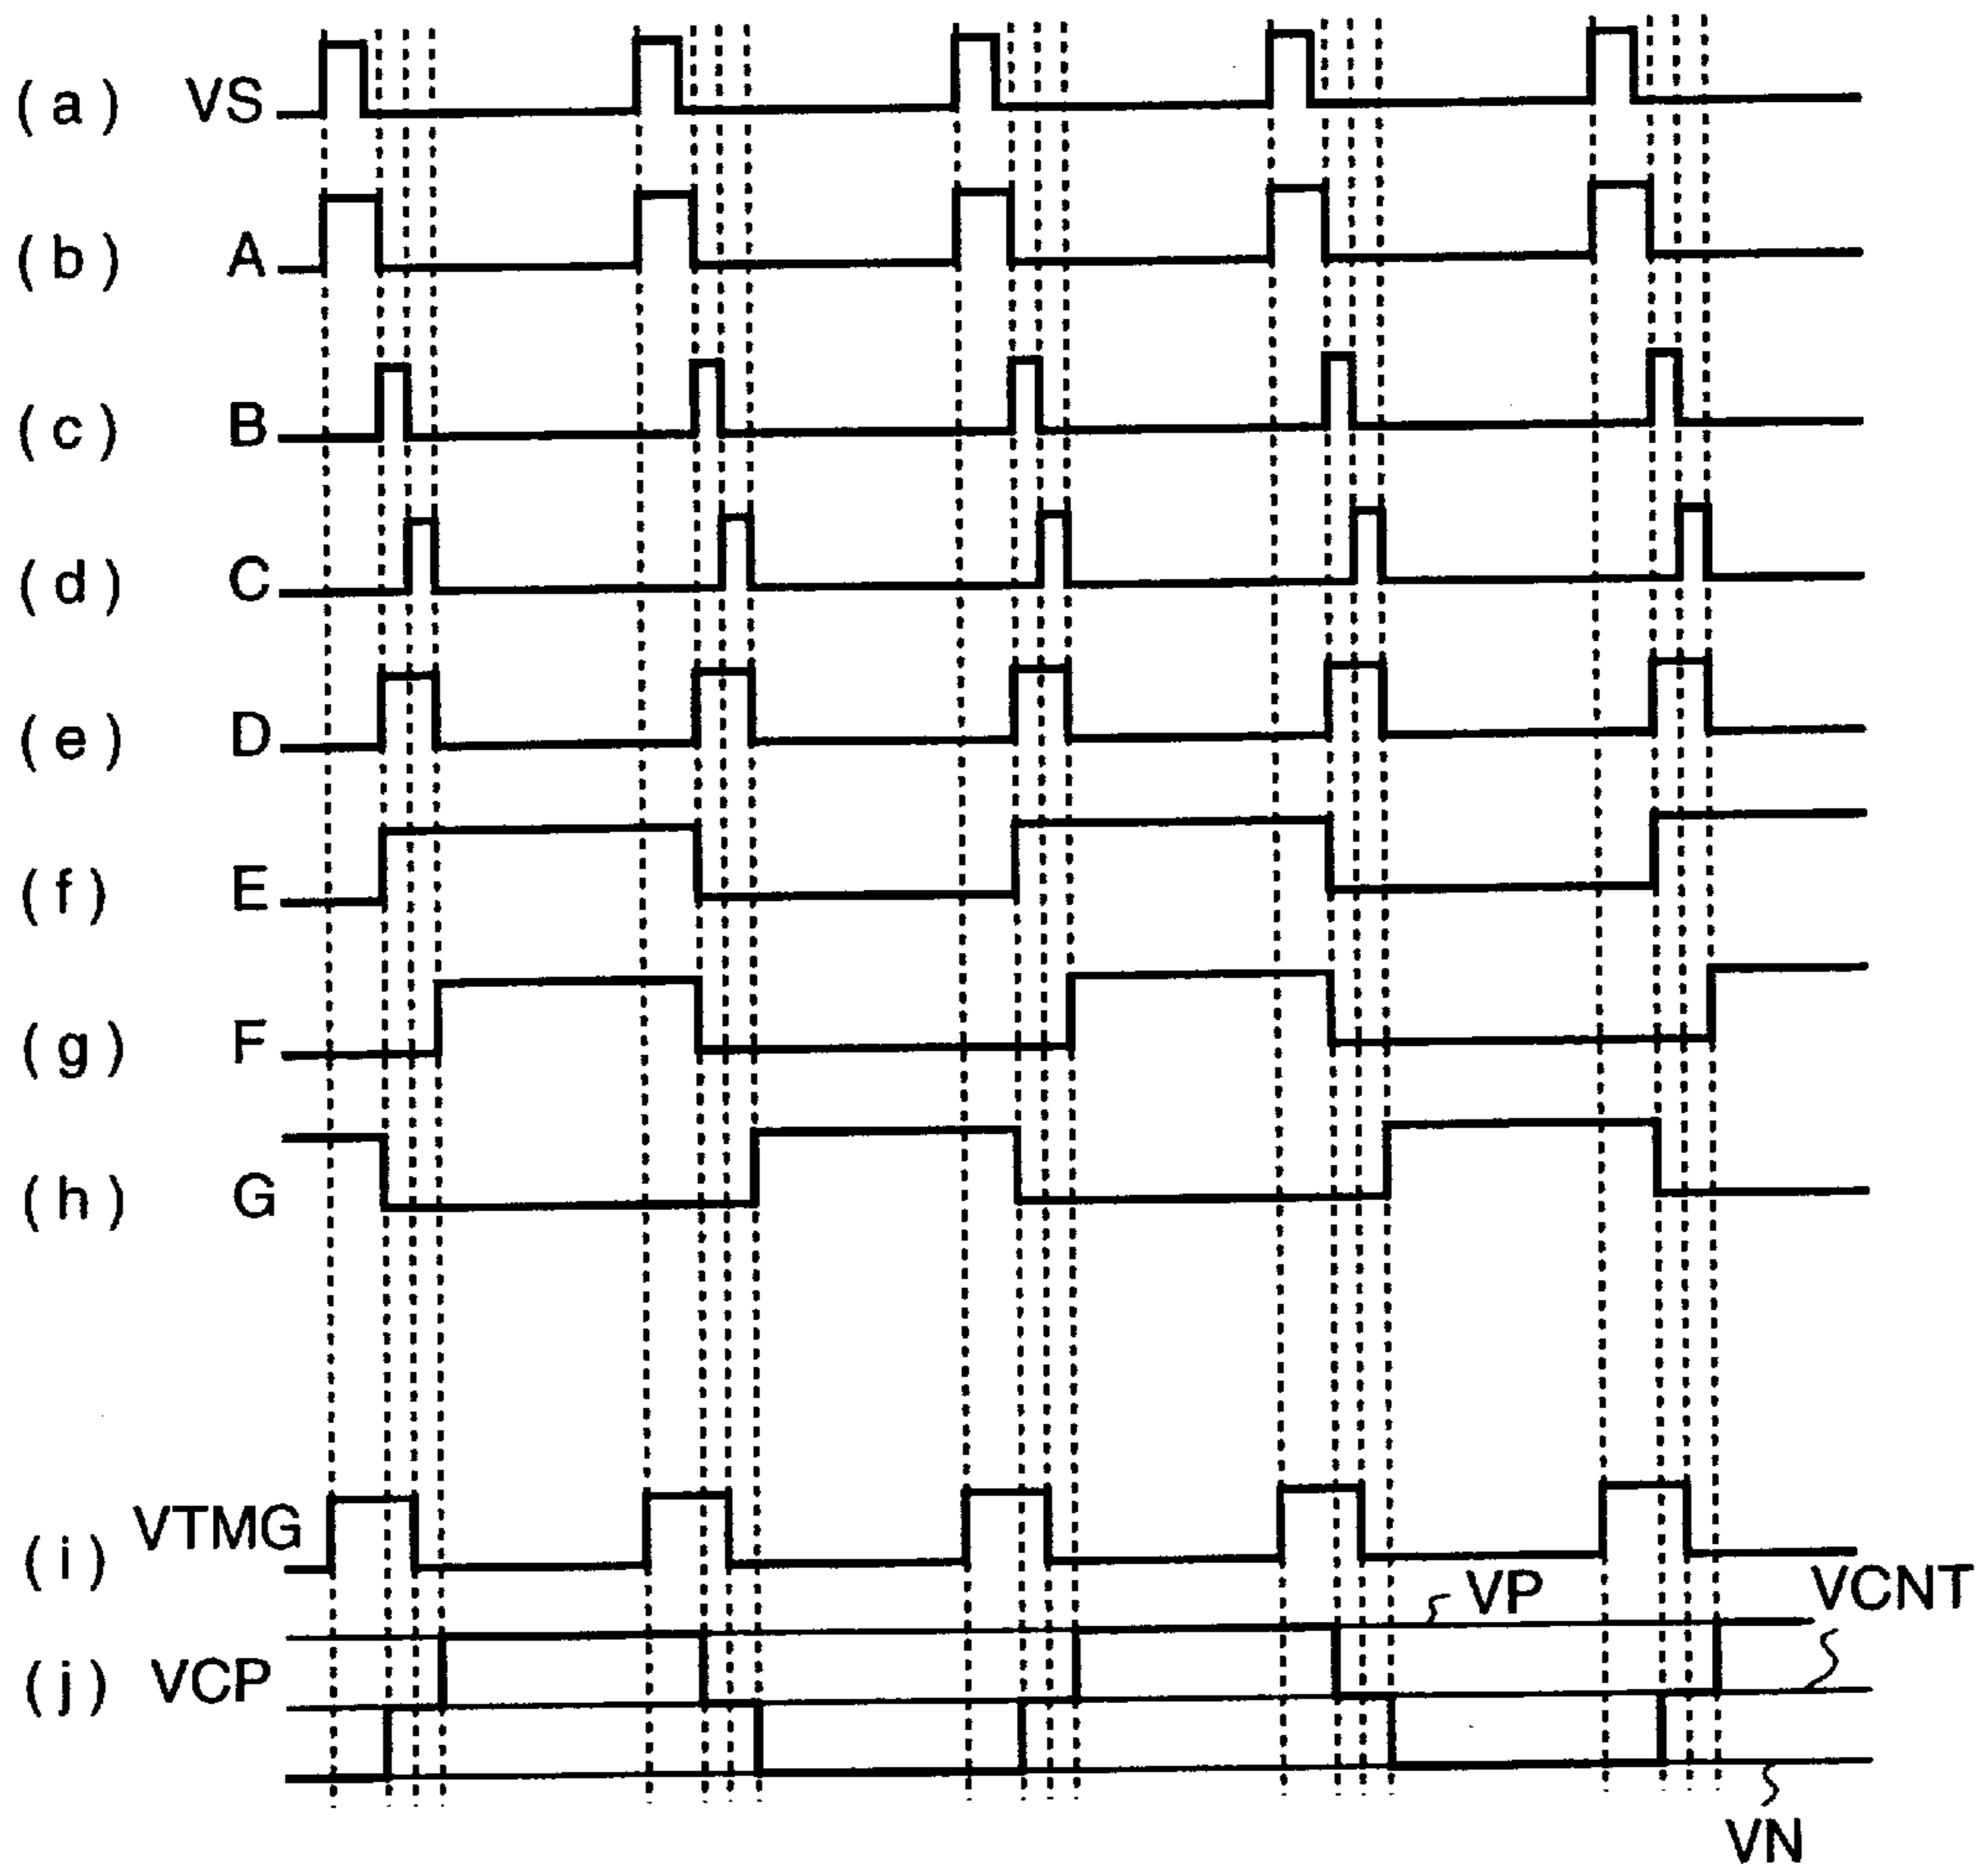 (a) VS
(b) A
(c) B
(d) C
(e) D
(f) E
(g) F
(h) G
(i) VTMG
VP
VCNT
(j) VCP
VN